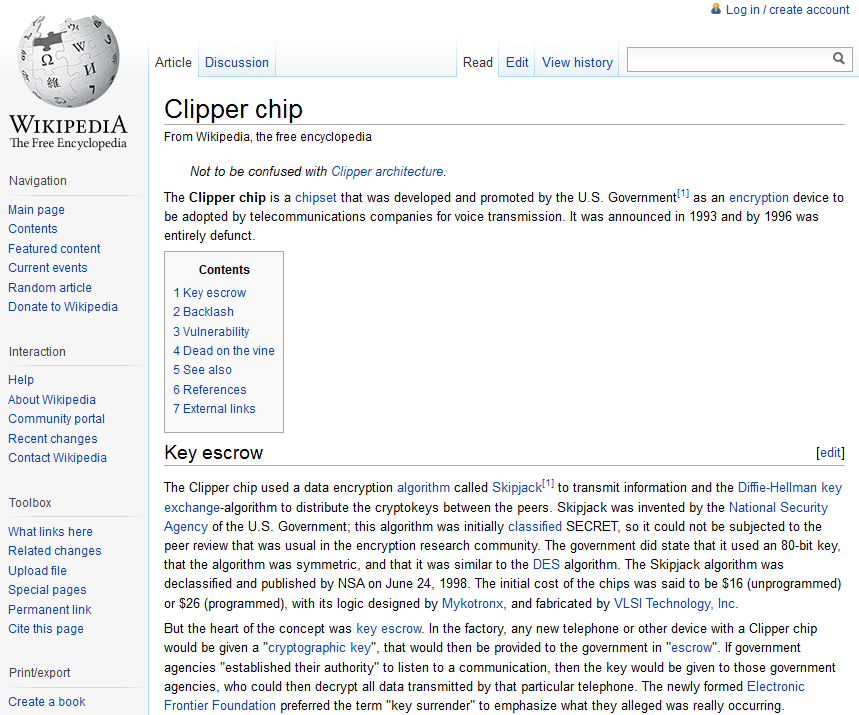 Log in / create account
WIKIPEDIA
The Free Encyclopedia
Article
Discussion
Read
Edit
View history
Navigation
Main page
Contents
Featured content
Current events
Random article
Donate to Wikipedia
Interaction
Help
About Wikipedia
Community portal
Recent changes
Contact Wikipedia
Toolbox
What links here
Related changes
Upload file
Special pages
Permanent link
Cite this page
Print/export
Create a book
Clipper chip
From Wikipedia, the free encyclopedia
Not to be confused with Clipper architecture.
The Clipper chip is a chipset that was developed and promoted by the U.S. Government[1] as an encryption device to
be adopted by telecommunications companies for voice transmission. It was announced in 1993 and by 1996 was
entirely defunct.
Contents
1 Key escrow
2 Backlash
3 Vulnerability
4 Dead on the vine
5 See also
6 References
7 External links
Key escrow
[edit]
The Clipper chip used a data encryption algorithm called Skipjack[1] to transmit information and the Diffie-Hellman key
exchange-algorithm to distribute the cryptokeys between the peers. Skipjack was invented by the National Security
Agency of the U.S. Government; this algorithm was initially classified SECRET, so it could not be subjected to the
peer review that was usual in the encryption research community. The government did state that it used an 80-bit key,
that the algorithm was symmetric, and that it was similar to the DES algorithm. The Skipjack algorithm was
declassified and published by NSA on June 24, 1998. The initial cost of the chips was said to be $16 (unprogrammed)
or $26 (programmed), with its logic designed by Mykotronx, and fabricated by VLSI Technology, Inc.
But the heart of the concept was key escrow. In the factory, any new telephone or other device with a Clipper chip
would be given a "cryptographic key", that would then be provided to the government in "escrow". If government
agencies "established their authority" to listen to a communication, then the key would be given to those government
agencies, who could then decrypt all data transmitted by that particular telephone. The newly formed Electronic
Frontier Foundation preferred the term "key surrender" to emphasize what they alleged was really occurring.